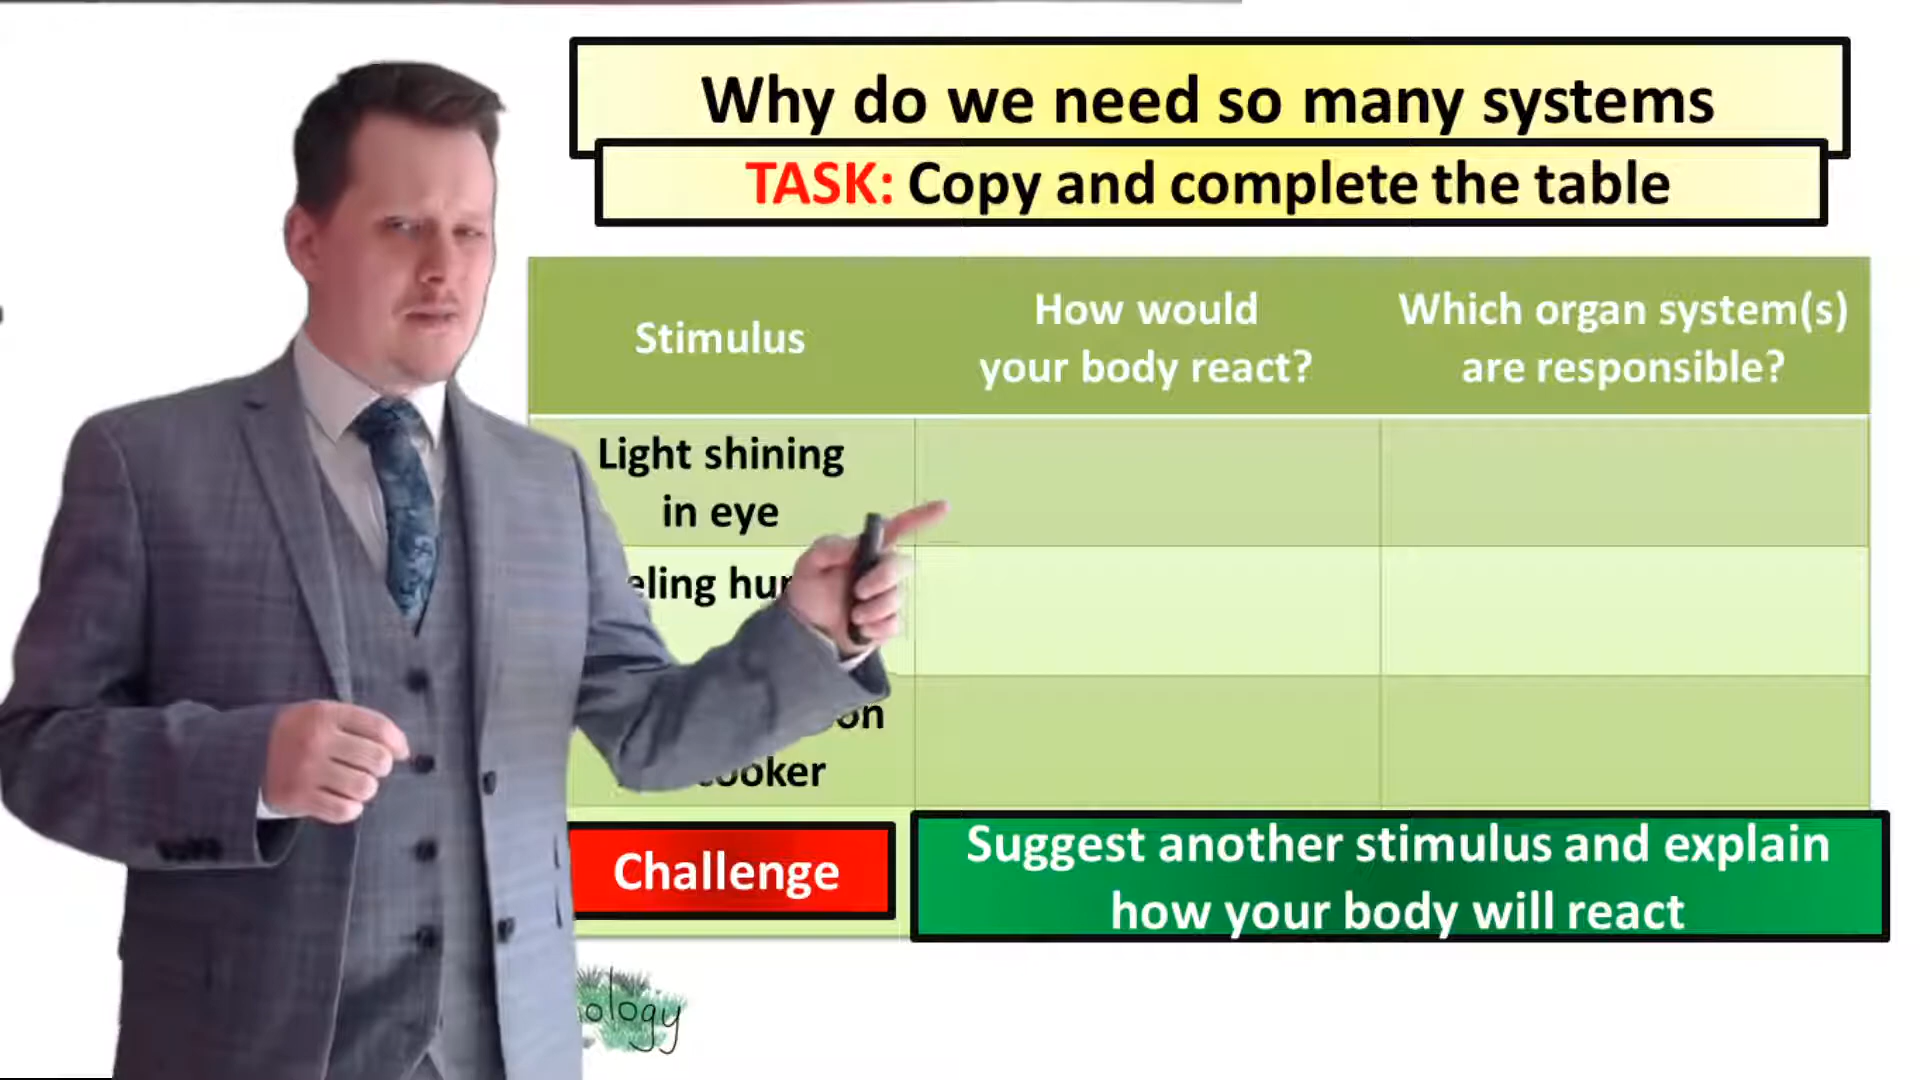 Why do we need so many systems
TASK: Copy and complete the table
Stimulus
How would
your body react?
Which organ system(s)
are responsible?
Light shining
in eye
on
cooker
Challenge
Suggest another stimulus and explain
how your body will react